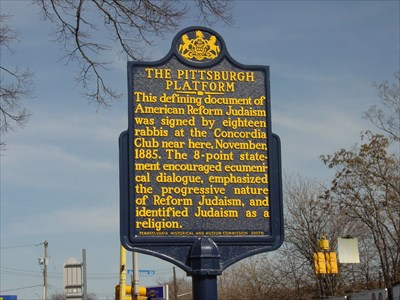 THE PITTSBURGH
PLATFORM
This defining document of
American Reform Judaism
was signed by eighteen
rabbis at the Concordia
Club near here, November,
1885. The 8-point state-
ment encouraged ecumeni
cal dialogue, emphasized
the progressive nature
of Reform Judaism, and
identified Judaism as a
religion.
PENNSYLVANIA HISTORICAL AND MUSEUM COMMISSION